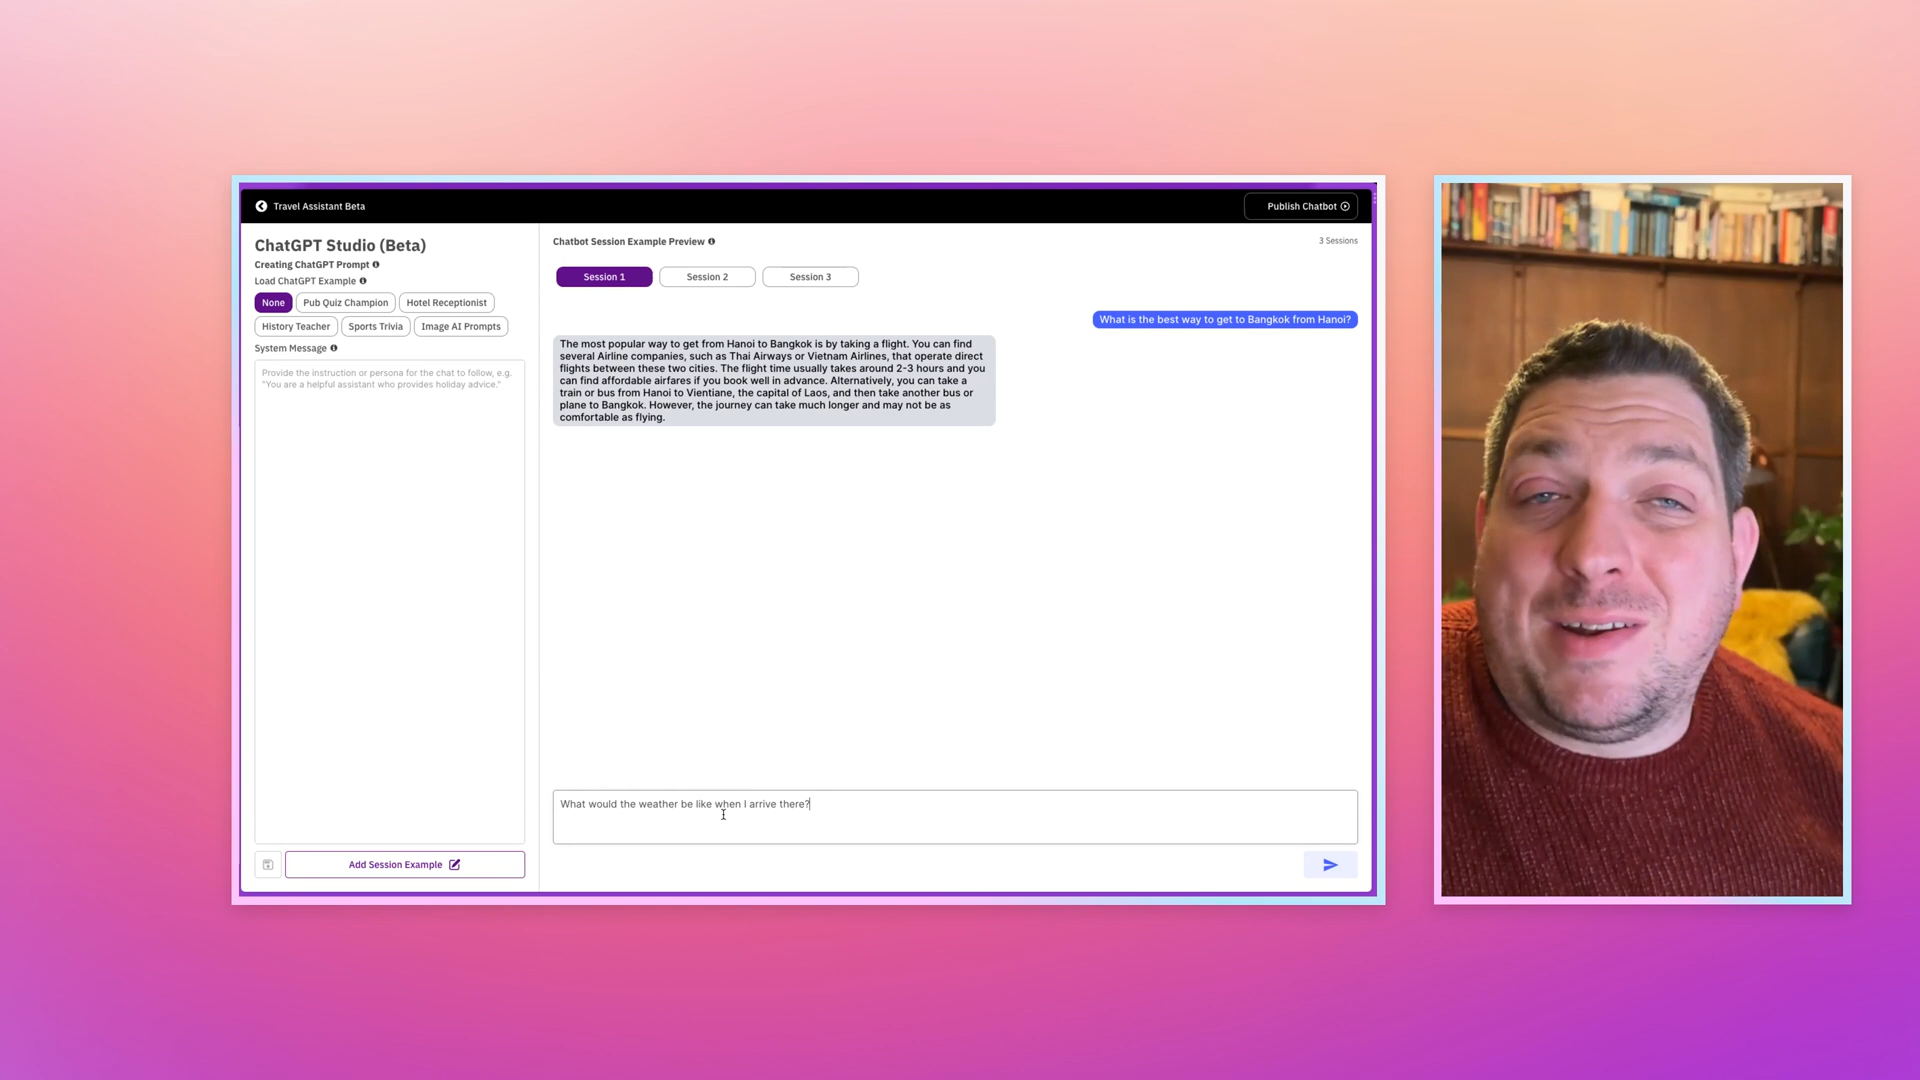 Travel Assistant Beta
Publish Chatbot
ChatGPT Studio (Beta)
Creating ChatGPT Prompt
Load ChatGPT Example
None
Pub Quiz Champion
Hotel Receptionist
History Teacher
Sports Trivia
Image AI Prompts
System Message
Provide the instruction or persona for the chat to follow, e.g.
"You are a helpful assistant who provides holiday advice."
Add Session Example
Chatbot Session Example Preview
3 Sessions
Session 1
Session 2
Session 3
What is the best way to get to Bangkok from Hanoi?
The most popular way to get from Hanoi to Bangkok is by taking a flight. You can find
several Airline companies, such as Thai Airways or Vietnam Airlines, that operate direct
flights between these two cities. The flight time usually takes around 2-3 hours and you
can find affordable airfares if you book well in advance. Alternatively, you can take a
train or bus from Hanoi to Vientiane, the capital of Laos, and then take another bus or
plane to Bangkok. However, the journey can take much longer and may not be as
comfortable as flying.
What would the weather be like when I arrive there?